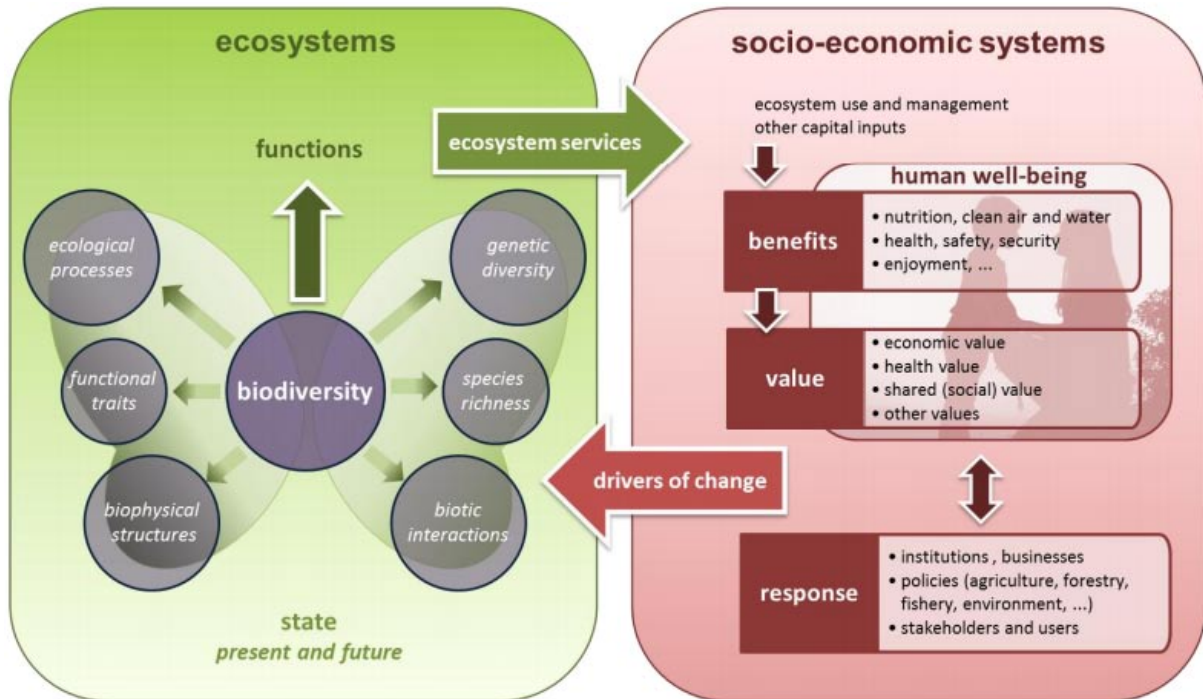 ecosystems
functions
ecological
processes
genetic
diversity
functional
traits
biodiversity
species
richness
biophysical
structures
biotic
interactions
state
present and future
ecosystem services
drivers of change
socio-economic systems
ecosystem use and management
other capital inputs
human well-being
benefits
• nutrition, clean air and water
• health, safety, security
• enjoyment, ...
value
• economic value
• health value
• shared (social) value
• other values
response
• institutions , businesses
• policies (agriculture, forestry,
fishery, environment, ...)
• stakeholders and users